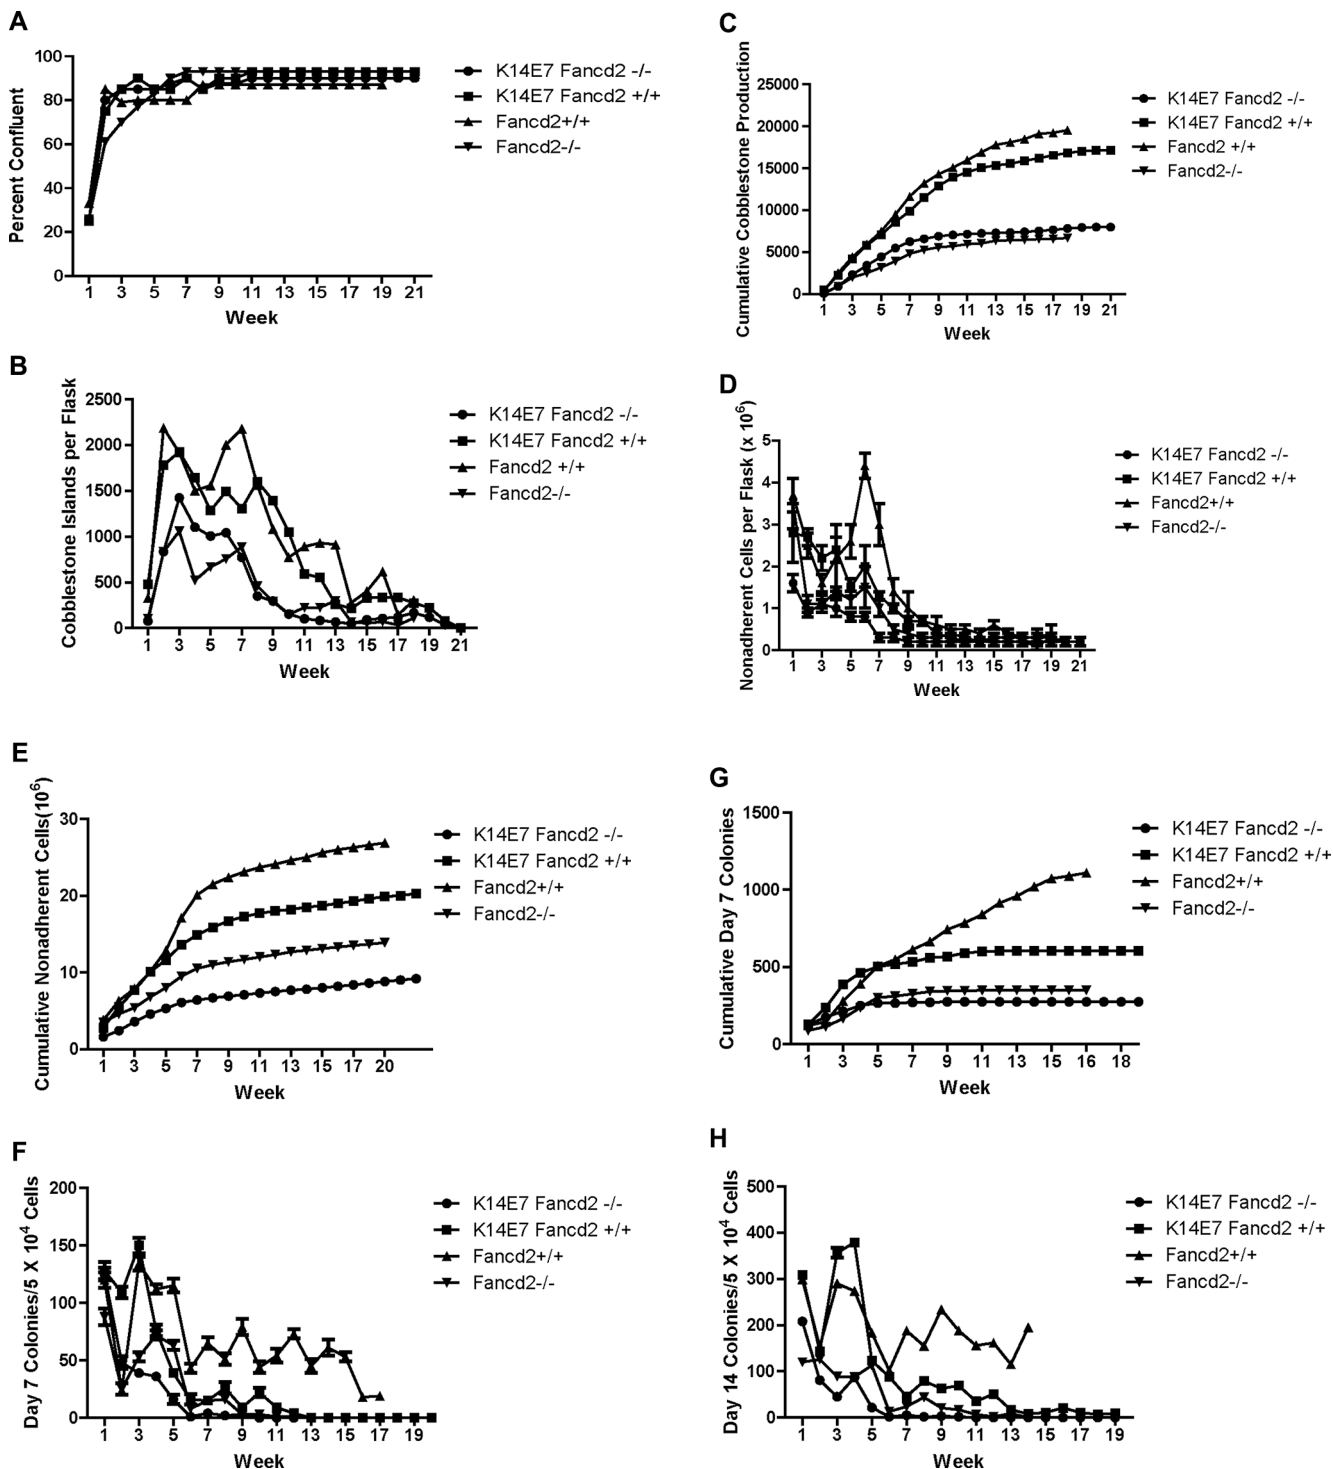 A
Percent Confluent
100
80
60
40
20
0
1 3 5 7 9 11 13 15 17 19 21
Week
K14E7 Fancd2 -/-
K14E7 Fancd2 +/+
Fancd2+/+
Fancd2-/-
C
Cumulative Cobblestone Production
25000
20000
15000
10000
5000
0
1 3 5 7 9 11 13 15 17 19 21
Week
K14E7 Fancd2 -/-
K14E7 Fancd2 +/+
Fancd2 +/+
Fancd2-/-
B
Cobblestone Islands per Flask
2500
2000
1500
1000
500
0
1 3 5 7 9 11 13 15 17 19 21
Week
K14E7 Fancd2 -/-
K14E7 Fancd2 +/+
Fancd2 +/+
Fancd2-/-
D
Nonadherent Cells per Flask (x 10⁶)
5
4
3
2
1
0
1 3 5 7 9 11 13 15 17 19 21
Week
K14E7 Fancd2 -/-
K14E7 Fancd2 +/+
Fancd2+/+
Fancd2-/-
E
Cumulative Nonadherent Cells(10⁶)
30
20
10
0
1 3 5 7 9 11 13 15 17 20
Week
K14E7 Fancd2 -/-
K14E7 Fancd2 +/+
Fancd2+/+
Fancd2-/-
G
Cumulative Day 7 Colonies
1500
1000
500
0
1 3 5 7 9 11 13 15 16 18
Week
K14E7 Fancd2 -/-
K14E7 Fancd2 +/+
Fancd2+/+
Fancd2-/-
F
Day 7 Colonies/5 X 10⁴ Cells
200
150
100
50
0
1 3 5 7 9 11 13 15 17 19
Week
K14E7 Fancd2 -/-
K14E7 Fancd2 +/+
Fancd2+/+
Fancd2-/-
H
Day 14 Colonies/5 X 10⁴ Cells
500
400
300
200
100
0
1 3 5 7 9 11 13 15 17 19
Week
K14E7 Fancd2 -/-
K14E7 Fancd2 +/+
Fancd2+/+
Fancd2-/-